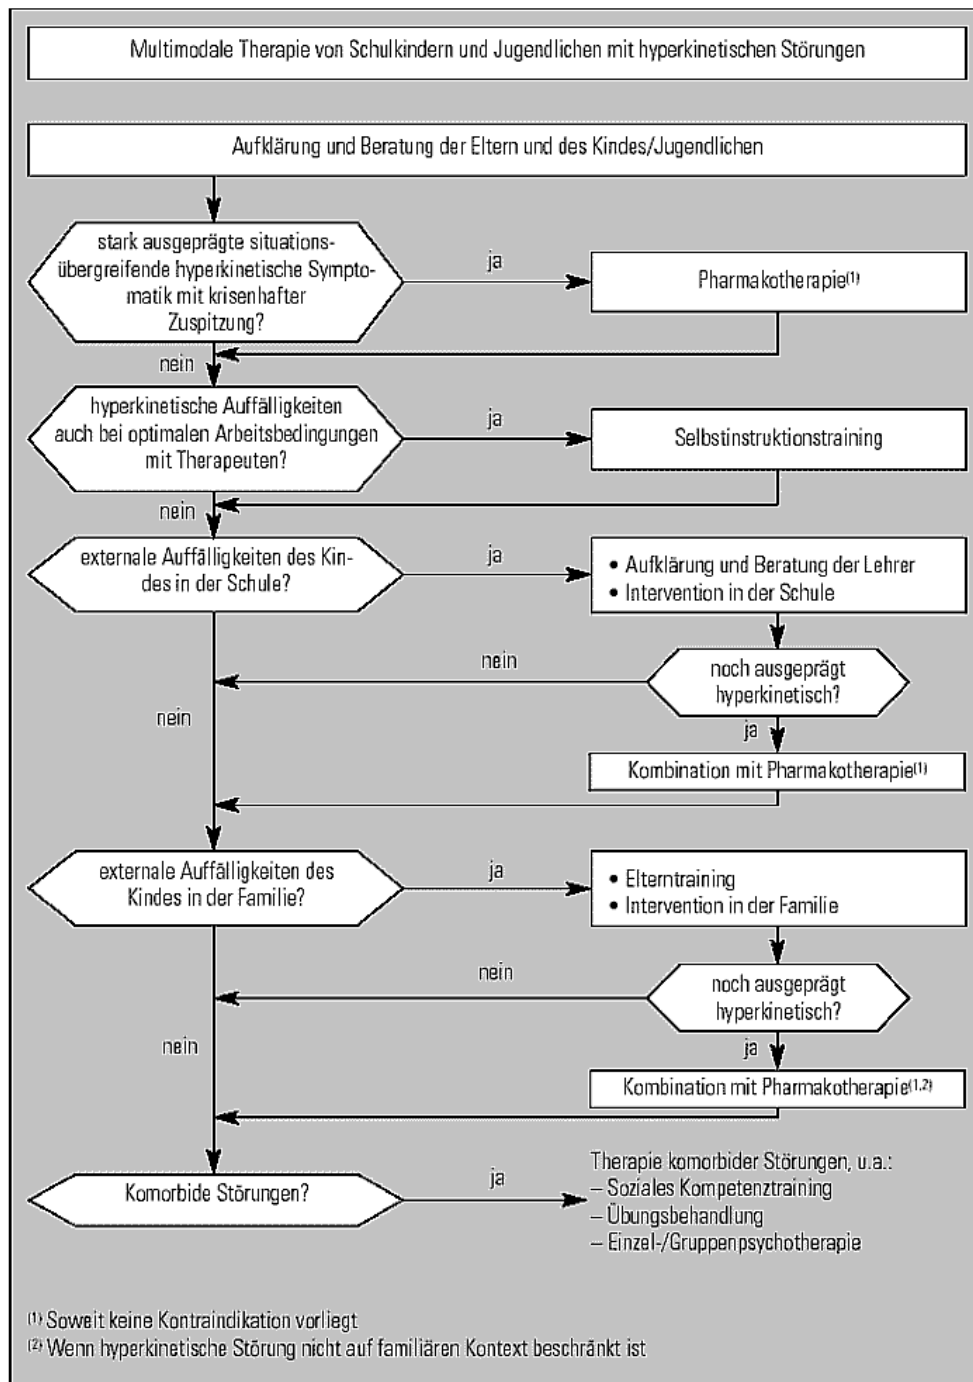 Multimodale Therapie von Schulkindern und Jugendlichen mit hyperkinetischen Störungen
Aufklärung und Beratung der Eltern und des Kindes/Jugendlichen
stark ausgeprägte situations-
übergreifende hyperkinetische Sympto-
matik mit krisenhafter
Zuspitzung?
ja
Pharmakotherapie(1)
nein
hyperkinetische Auffälligkeiten
auch bei optimalen Arbeitsbedingungen
mit Therapeuten?
ja
Selbstinstruktionstraining
nein
externale Auffälligkeiten des Kin-
des in der Schule?
ja
• Aufklärung und Beratung der Lehrer
• Intervention in der Schule
nein
noch ausgeprägt
hyperkinetisch?
nein
ja
Kombination mit Pharmakotherapie(1)
externale Auffälligkeiten des
Kindes in der Familie?
ja
• Elterntraining
• Intervention in der Familie
nein
noch ausgeprägt
hyperkinetisch?
nein
ja
Kombination mit Pharmakotherapie(1,2)
Komorbide Störungen?
ja
Therapie komorbider Störungen, u.a.:
– Soziales Kompetenztraining
– Übungsbehandlung
– Einzel-/Gruppenpsychotherapie
(1) Soweit keine Kontraindikation vorliegt
(2) Wenn hyperkinetische Störung nicht auf familiären Kontext beschränkt ist